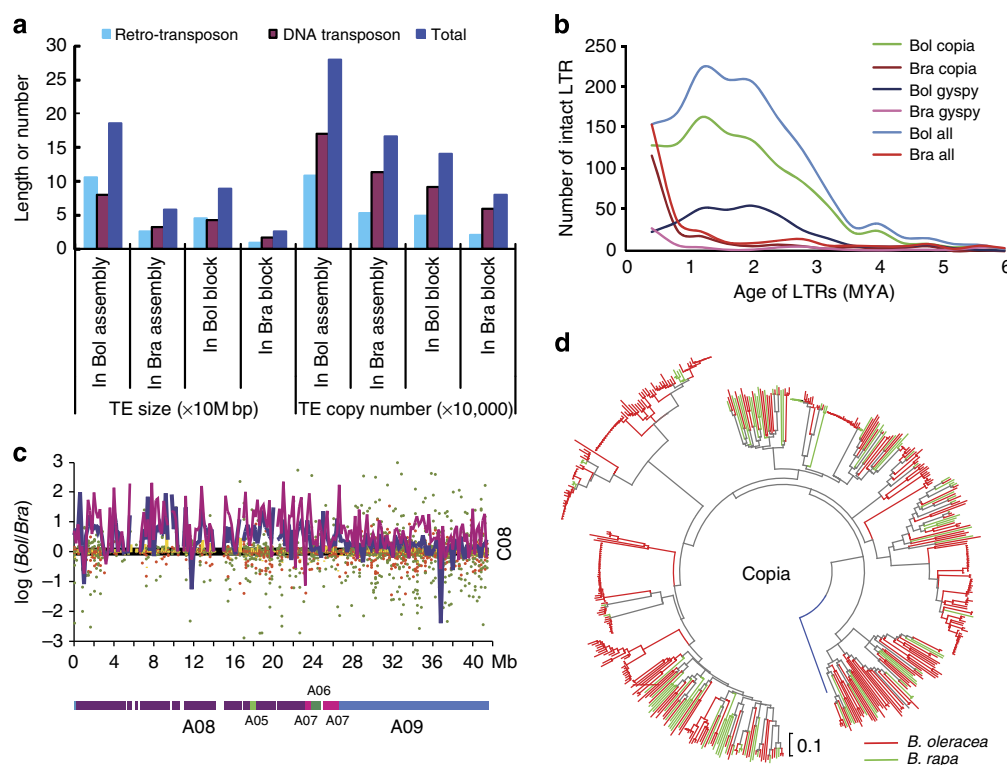 a
Retro-transposon DNA transposon Total
Length or number
30
25
20
15
10
5
0
In Bol assembly
In Bra assembly
In Bol block
In Bra block
In Bol assembly
In Bra assembly
In Bol block
In Bra block
TE size (×10M bp) TE copy number (×10,000)
b
Number of intact LTR
250
200
150
100
50
0
0 1 2 3 4 5 6
Age of LTRs (MYA)
Bol copia
Bra copia
Bol gyspy
Bra gyspy
Bol all
Bra all
c
log (Bol/Bra)
3
2
1
0
–1
–2
–3
C08
0 4 8 12 16 20 24 28 32 36 40 Mb
A06
A08 A05 A07 A07 A09
d
Copia
0.1
B. oleracea
B. rapa